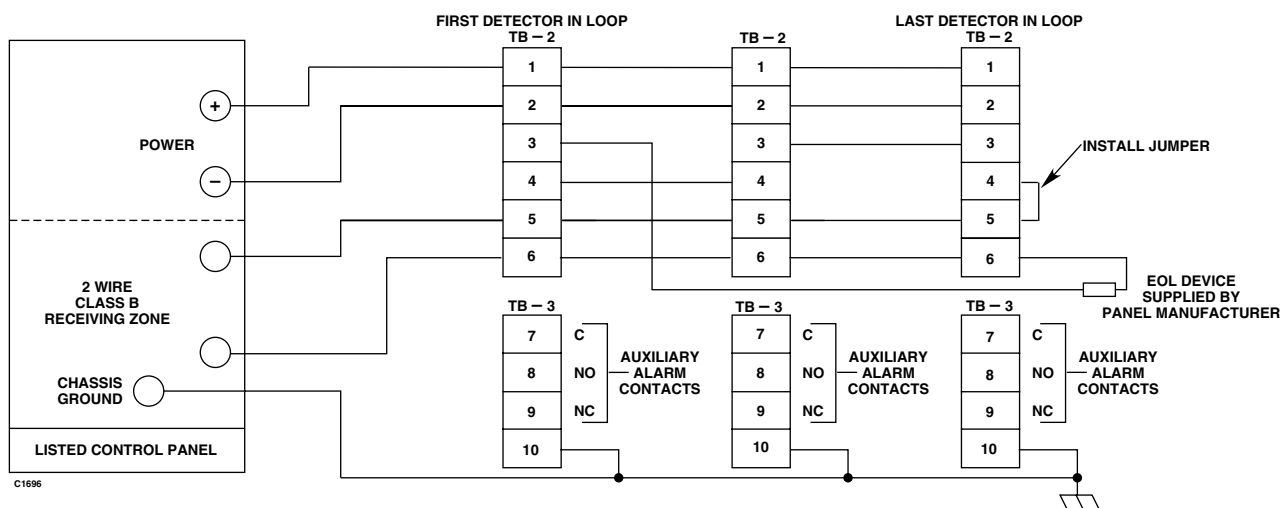 FIRST DETECTOR IN LOOP
LAST DETECTOR IN LOOP
TB – 2
TB – 2
TB – 2
1
2
3
4
5
6
1
2
3
4
5
6
1
2
3
4
5
6
+
POWER
–
2 WIRE
CLASS B
RECEIVING ZONE
CHASSIS
GROUND
LISTED CONTROL PANEL
C1696
INSTALL JUMPER
EOL DEVICE
SUPPLIED BY
PANEL MANUFACTURER
TB – 3
7
8
9
10
C
NO
NC
AUXILIARY
ALARM
CONTACTS
TB – 3
7
8
9
10
C
NO
NC
AUXILIARY
ALARM
CONTACTS
TB – 3
7
8
9
10
C
NO
NC
AUXILIARY
ALARM
CONTACTS